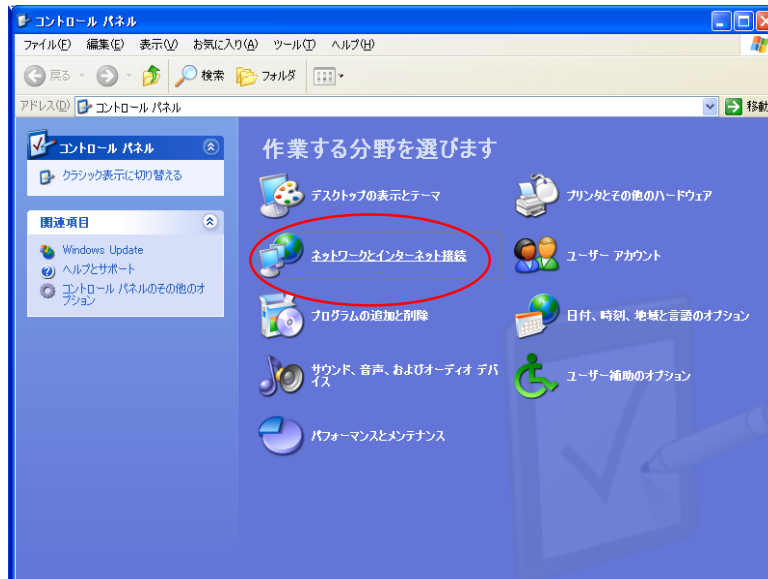 コントロール パネル
ファイル(F) 編集(E) 表示(V) お気に入り(A) ツール(T) ヘルプ(H)
戻る 検索 フォルダ
アドレス(D) コントロール パネル 移動
コントロール パネル
クラシック表示に切り替える
関連項目
Windows Update
ヘルプとサポート
コントロール パネルのその他のオ
プション
作業する分野を選びます
デスクトップの表示とテーマ
プリンタとその他のハードウェア
ネットワークとインターネット接続
ユーザー アカウント
プログラムの追加と削除
日付、時刻、地域と言語のオプション
サウンド、音声、およびオーディオ デバ
イス
ユーザー補助のオプション
パフォーマンスとメンテナンス